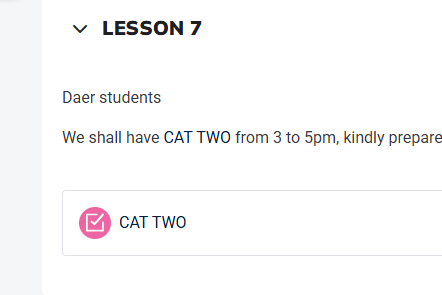 LESSON 7
Daer students
We shall have CAT TWO from 3 to 5pm, kindly prepare
CAT TWO